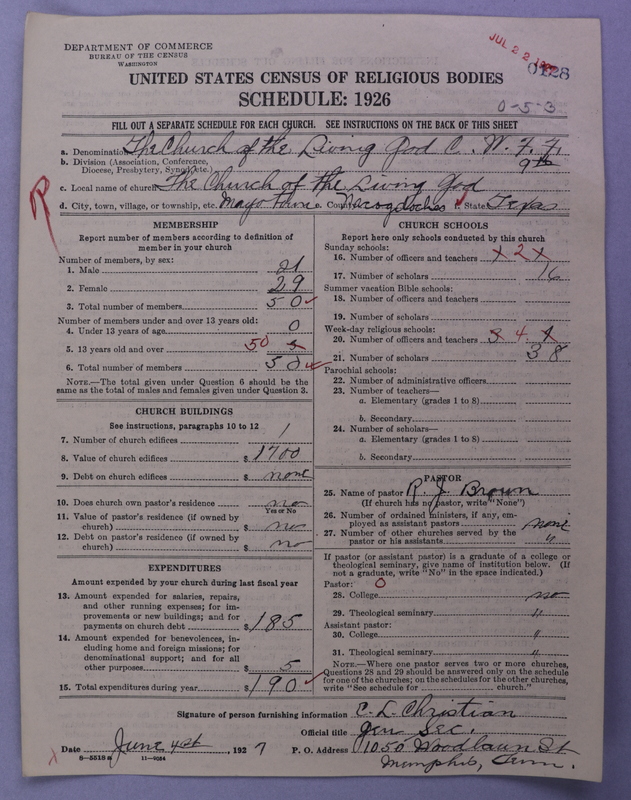 DEPARTMENT OF COMMERCE
BUREAU OF THE CENSUS
WASHINGTON
JUL 22
0128
UNITED STATES CENSUS OF RELIGIOUS BODIES
SCHEDULE: 1926
0-5-3
FILL OUT A SEPARATE SCHEDULE FOR EACH CHURCH. SEE INSTRUCTIONS ON THE BACK OF THIS SHEET
a. Denomination The Church of the Living God C. W. F. F.
b. Division (Association, Conference, Diocese, Presbytery, Synod, etc.) 9th
c. Local name of church The Church of the Living God
d. City, town, village, or township, etc. Mayo Town e. County Nacogdoches f. State Texas
MEMBERSHIP
Report number of members according to definition of
member in your church
Number of members, by sex:
1. Male 21
2. Female 29
3. Total number of members 50
Number of members under and over 13 years old:
4. Under 13 years of age 0
5. 13 years old and over 50
6. Total number of members 50
NOTE.—The total given under Question 6 should be the
same as the total of males and females given under Question 3.
CHURCH BUILDINGS
See instructions, paragraphs 10 to 12
7. Number of church edifices 1
8. Value of church edifices $ 1700
9. Debt on church edifices $ none
10. Does church own pastor's residence no
Yes or No
11. Value of pastor's residence (if owned by
church) $ no
12. Debt on pastor's residence (if owned by
church) $ no
EXPENDITURES
Amount expended by your church during last fiscal year
13. Amount expended for salaries, repairs,
and other running expenses; for im-
provements or new buildings; and for
payments on church debt $ 185
14. Amount expended for benevolences, in-
cluding home and foreign missions; for
denominational support; and for all
other purposes $ 5
15. Total expenditures during year $ 190
CHURCH SCHOOLS
Report here only schools conducted by this church
Sunday schools:
16. Number of officers and teachers 2
17. Number of scholars 16
Summer vacation Bible schools:
18. Number of officers and teachers
19. Number of scholars
Week-day religious schools:
20. Number of officers and teachers 3 4 1
21. Number of scholars 38
Parochial schools:
22. Number of administrative officers
23. Number of teachers—
a. Elementary (grades 1 to 8)
b. Secondary
24. Number of scholars—
a. Elementary (grades 1 to 8)
b. Secondary
PASTOR
25. Name of pastor R. J. Brown
(If church has no pastor, write "None")
26. Number of ordained ministers, if any, em-
ployed as assistant pastors none
27. Number of other churches served by the
pastor or his assistants "
If pastor (or assistant pastor) is a graduate of a college or
theological seminary, give name of institution below. (If
not a graduate, write "No" in the space indicated.)
Pastor: 0
28. College no
29. Theological seminary "
Assistant pastor:
30. College "
31. Theological seminary "
NOTE.—Where one pastor serves two or more churches,
Questions 28 and 29 should be answered only on the schedule
for one of the churches; on the schedules for the other churches,
write "See schedule for church."
Signature of person furnishing information C. L. Christian
Official title Gen Sec.
Date June 4st, 1927 P. O. Address 1050 Woodlawn St
8—5518a 11—9084 Memphis, Tenn.